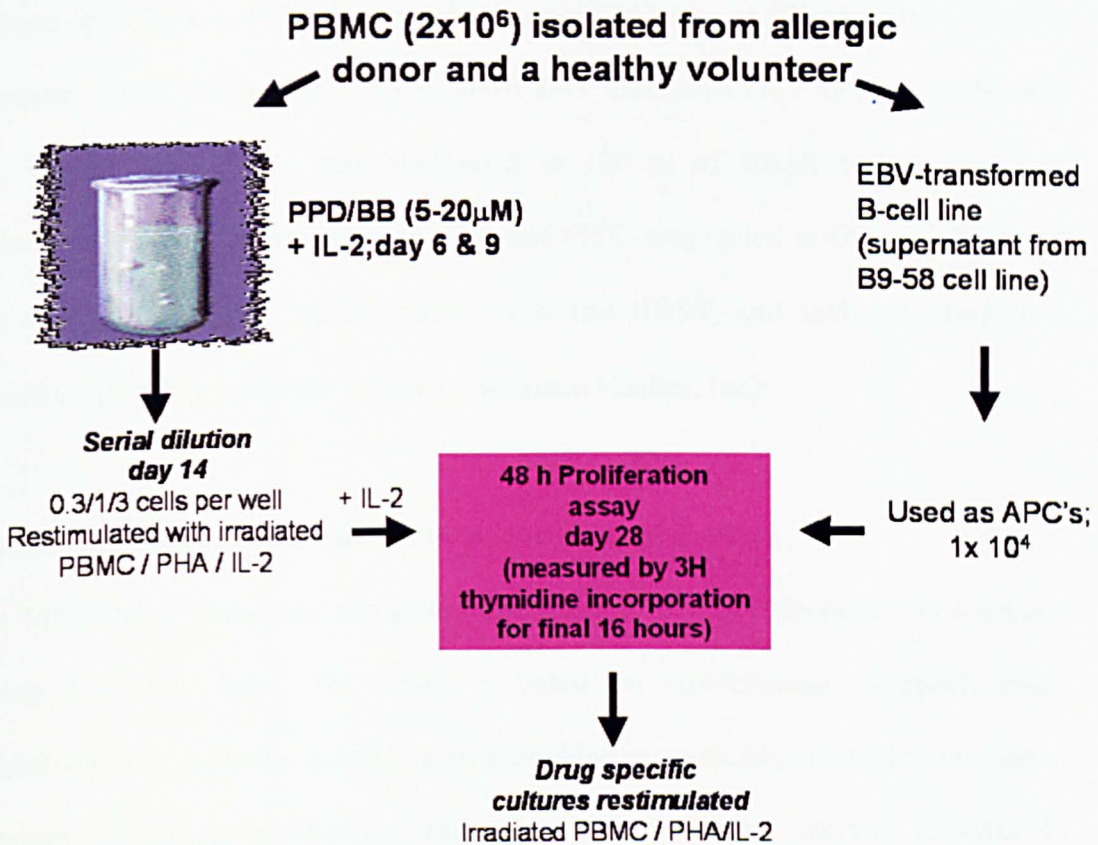 PBMC (2x10⁶) isolated from allergic
donor and a healthy volunteer
PPD/BB (5-20µM)
+ IL-2;day 6 & 9
EBV-transformed
B-cell line
(supernatant from
B9-58 cell line)
Serial dilution
day 14
0.3/1/3 cells per well
Restimulated with irradiated
PBMC / PHA / IL-2
+ IL-2
48 h Proliferation
assay
day 28
(measured by 3H
thymidine incorporation
for final 16 hours)
Used as APC's;
1x 10⁴
Drug specific
cultures restimulated
Irradiated PBMC / PHA/IL-2